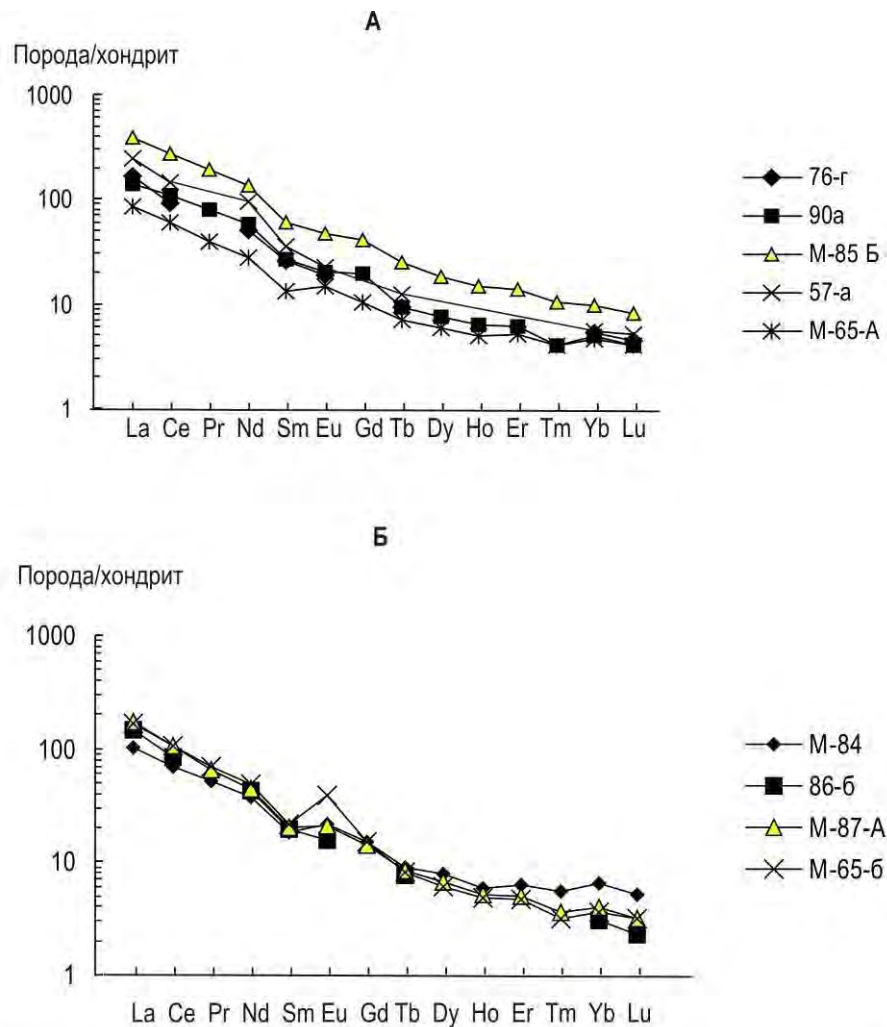 А
Порода/хондрит
1000
100
10
1
La Ce Pr Nd Sm Eu Gd Tb Dy Ho Er Tm Yb Lu
76-г
90а
М-85 Б
57-а
М-65-А
Б
Порода/хондрит
1000
100
10
1
La Ce Pr Nd Sm Eu Gd Tb Dy Ho Er Tm Yb Lu
М-84
86-б
М-87-А
М-65-б